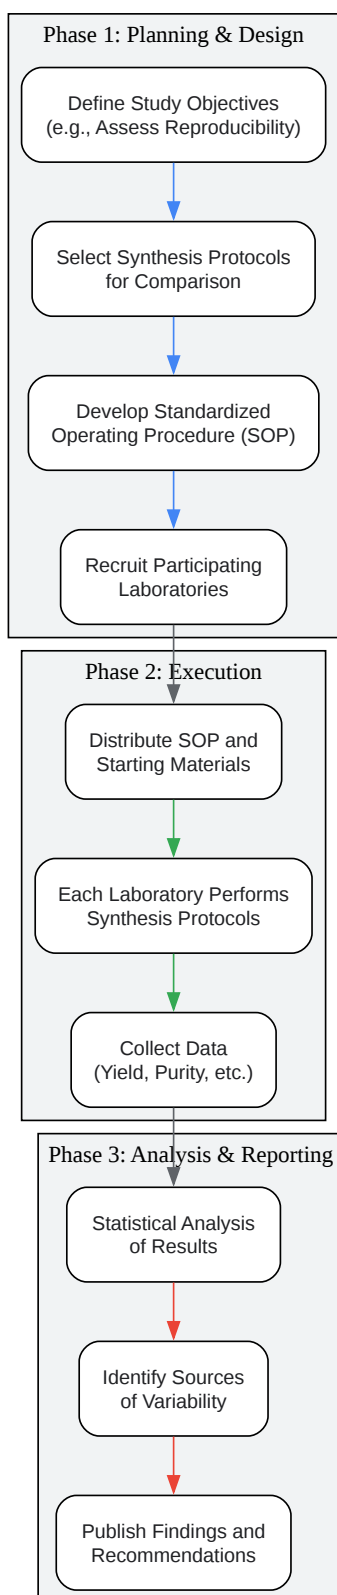 Phase 1: Planning & Design
Define Study Objectives
(e.g., Assess Reproducibility)
Select Synthesis Protocols
for Comparison
Develop Standardized
Operating Procedure (SOP)
Recruit Participating
Laboratories
Phase 2: Execution
Distribute SOP and
Starting Materials
Each Laboratory Performs
Synthesis Protocols
Collect Data
(Yield, Purity, etc.)
Phase 3: Analysis & Reporting
Statistical Analysis
of Results
Identify Sources
of Variability
Publish Findings and
Recommendations